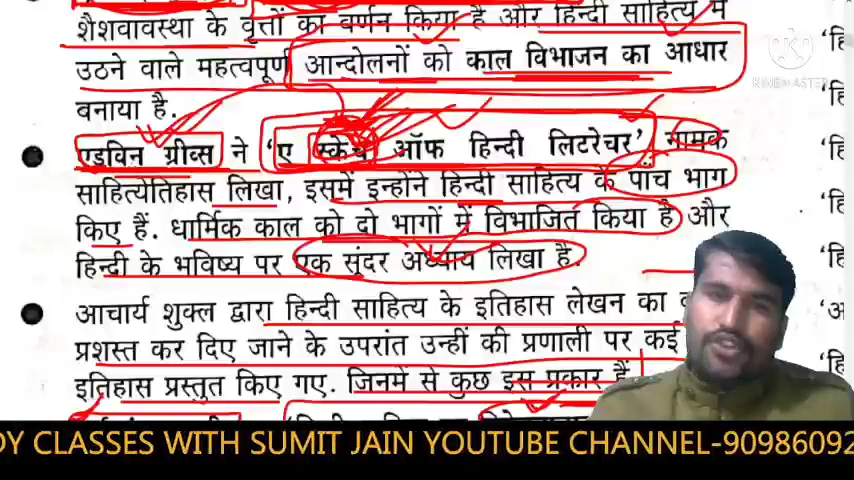 शैशवावस्था के वृत्तों का वर्णन किया है और हिन्दी साहित्य में
उठने वाले महत्वपूर्ण आन्दोलनों को काल विभाजन का आधार
बनाया है.
एडविन ग्रीव्स ने 'ए स्केच ऑफ हिन्दी लिटरेचर' नामक
साहित्येतिहास लिखा, इसमें इन्होंने हिन्दी साहित्य के पाँच भाग
किए हैं. धार्मिक काल को दो भागों में विभाजित किया है और
हिन्दी के भविष्य पर एक सुंदर अध्याय लिखा है.
आचार्य शुक्ल द्वारा हिन्दी साहित्य के इतिहास लेखन का
प्रशस्त कर दिए जाने के उपरांत उन्हीं की प्रणाली पर कई
इतिहास प्रस्तुत किए गए. जिनमें से कुछ इस प्रकार हैं
KINEMASTER
DY CLASSES WITH SUMIT JAIN YOUTUBE CHANNEL-90986092